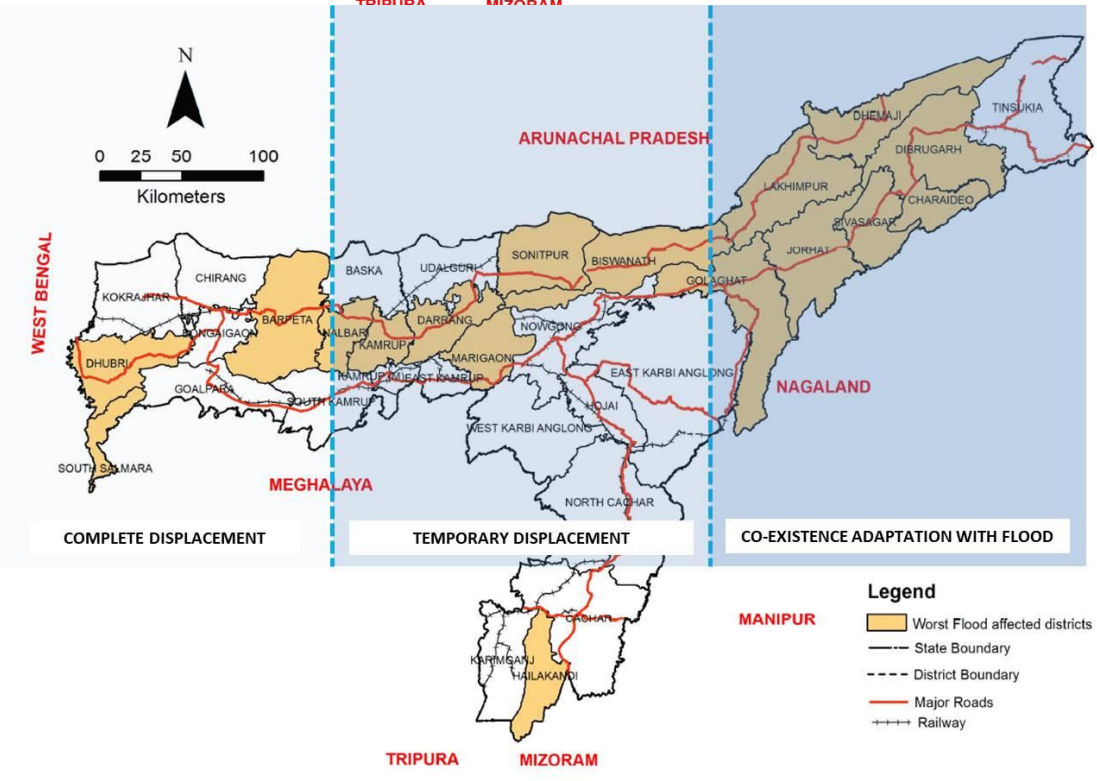 TRIPURA MIZORAM
N
0 25 50 100
Kilometers
WEST BENGAL
ARUNACHAL PRADESH
NAGALAND
MEGHALAYA
TINSUKIA
DHEMAJI
DIBRUGARH
LAKHIMPUR
CHARAIDEO
SIVASAGAR
JORHAT
GOLAGHAT
SONITPUR
BISWANATH
UDALGURI
BASKA
CHIRANG
KOKRAJHAR
BONGAIGAON
BARPETA
NALBARI
KAMRUP
DARRANG
MARIGAON
NOWGONG
DHUBRI
GOALPARA
SOUTH KAMRUP
KAMRUP (M)
EAST KAMRUP
EAST KARBI ANGLONG
HOJAI
WEST KARBI ANGLONG
SOUTH SALMARA
NORTH CACHAR
COMPLETE DISPLACEMENT
TEMPORARY DISPLACEMENT
CO-EXISTENCE ADAPTATION WITH FLOOD
CACHAR
KARIMGANJ
HAILAKANDI
MANIPUR
TRIPURA MIZORAM
Legend
Worst Flood affected districts
State Boundary
District Boundary
Major Roads
Railway